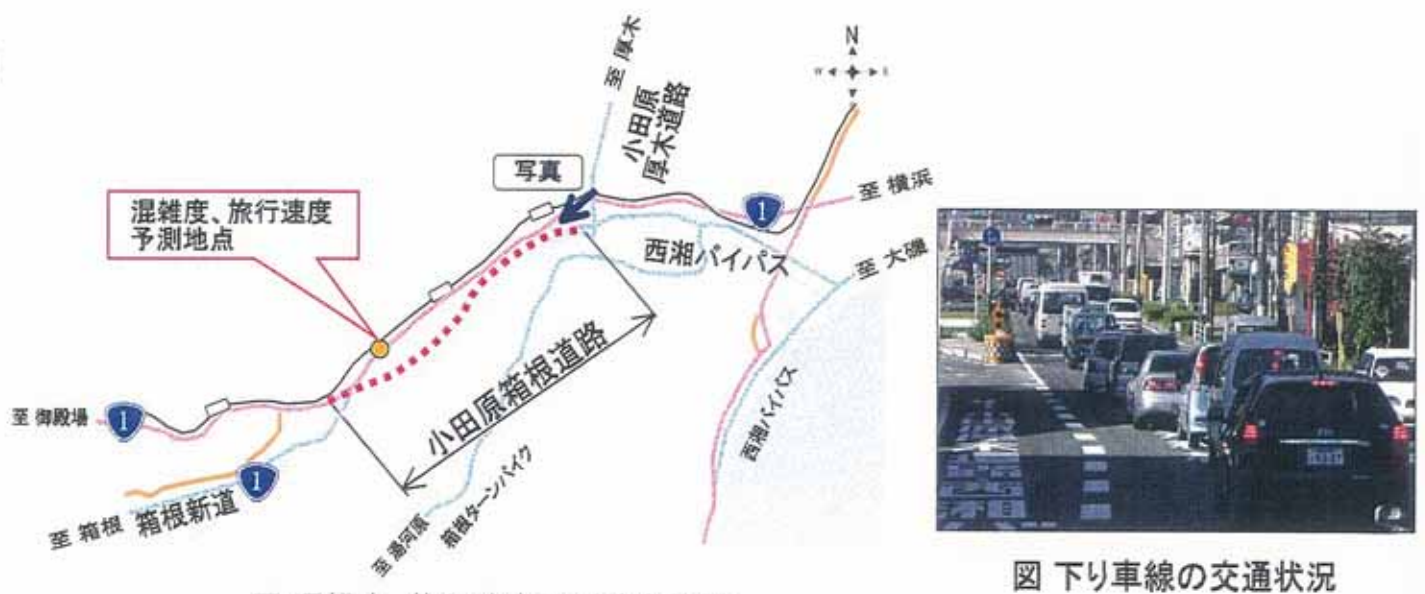 N
W
至 厚木
小田原
厚木道路
写真
至 横浜
1
混雑度、旅行速度
予測地点
西湘バイパス
至 大磯
小田原箱根道路
西湘バイパス
至 御殿場
1
1
至 箱根
箱根新道
至 湯河原
箱根ターンパイク
図 下り車線の交通状況